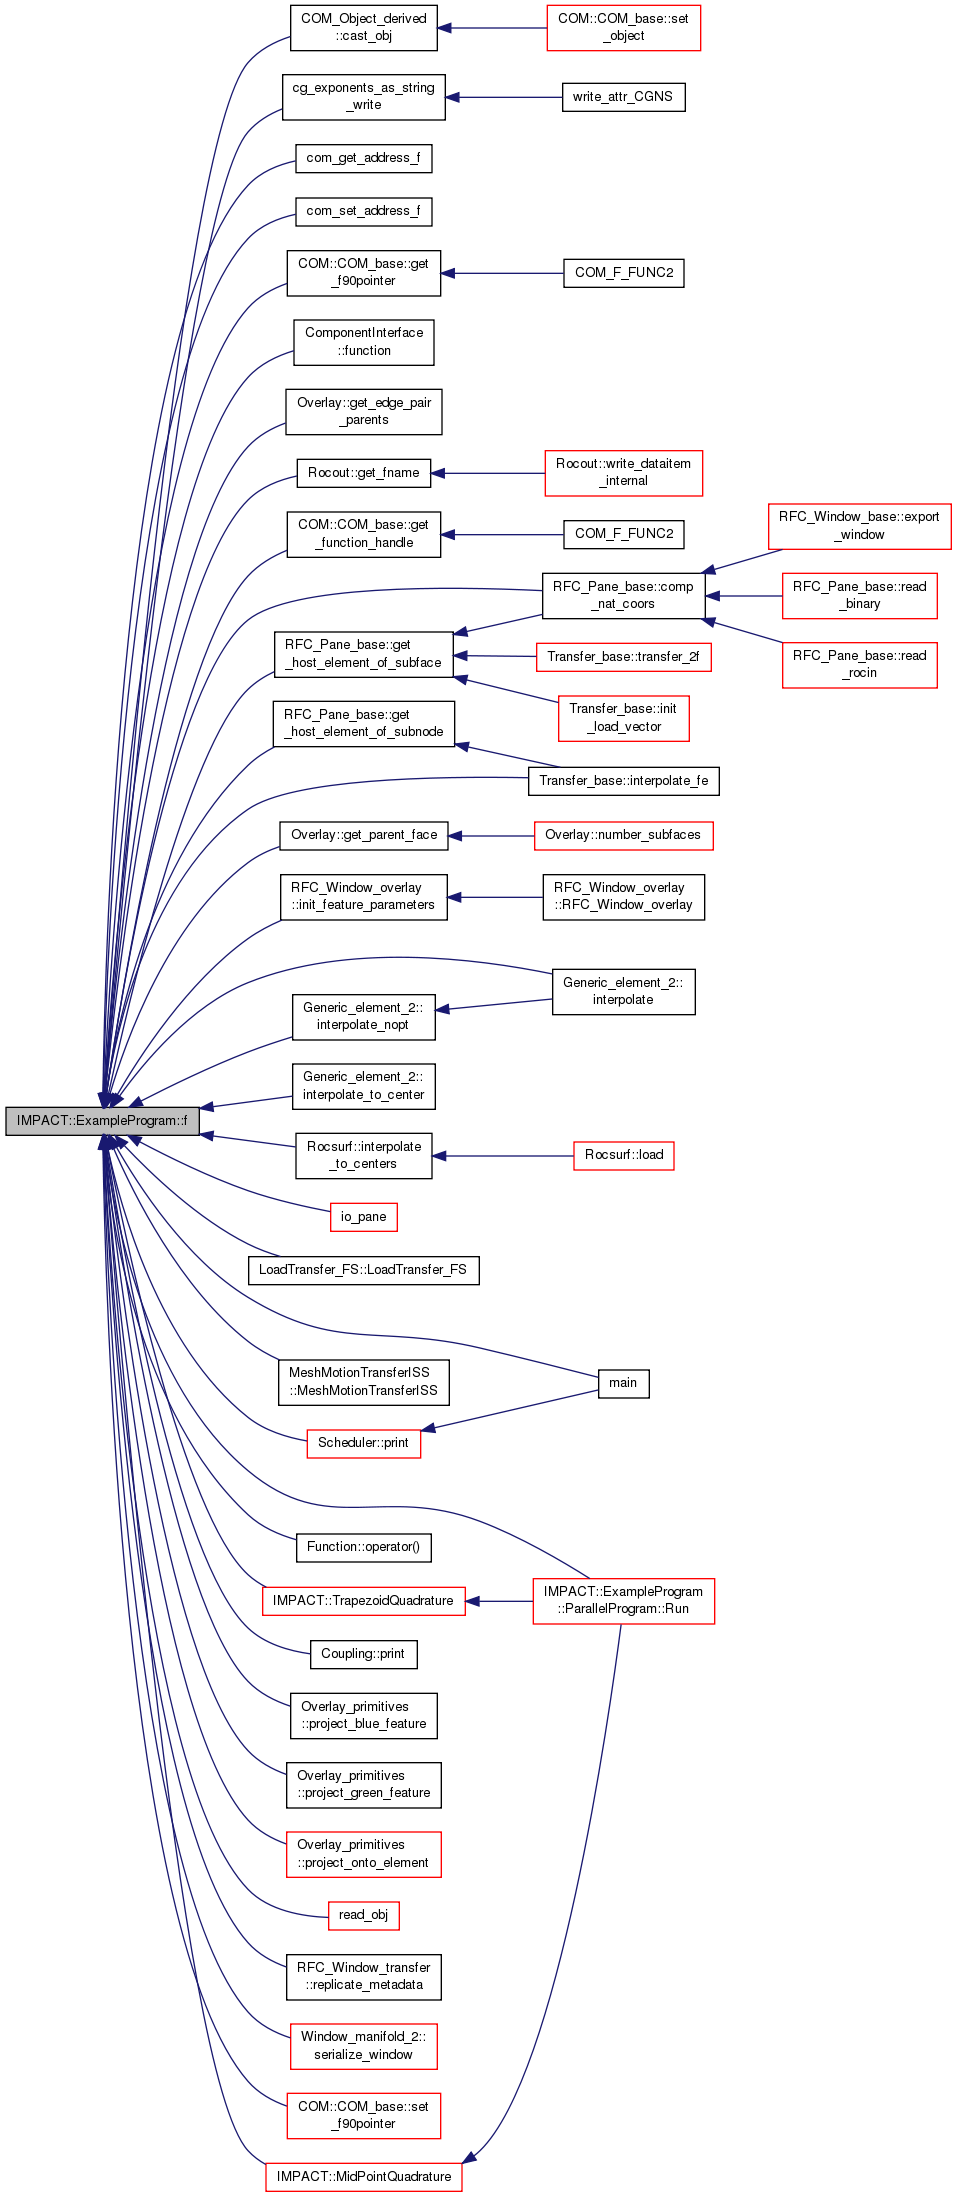 COM_Object_derived
::cast_obj
COM::COM_base::set
_object
cg_exponents_as_string
_write
write_attr_CGNS
com_get_address_f
com_set_address_f
COM::COM_base::get
_f90pointer
COM_F_FUNC2
ComponentInterface
::function
Overlay::get_edge_pair
_parents
Rocout::get_fname
Rocout::write_dataitem
_internal
COM::COM_base::get
_function_handle
COM_F_FUNC2
RFC_Window_base::export
_window
RFC_Pane_base::comp
_nat_coors
RFC_Pane_base::read
_binary
RFC_Pane_base::get
_host_element_of_subface
Transfer_base::transfer_2f
RFC_Pane_base::read
_rocin
Transfer_base::init
_load_vector
RFC_Pane_base::get
_host_element_of_subnode
Transfer_base::interpolate_fe
Overlay::get_parent_face
Overlay::number_subfaces
RFC_Window_overlay
::init_feature_parameters
RFC_Window_overlay
::RFC_Window_overlay
Generic_element_2::
interpolate
Generic_element_2::
interpolate_nopt
Generic_element_2::
interpolate_to_center
IMPACT::ExampleProgram::f
Rocsurf::interpolate
_to_centers
Rocsurf::load
io_pane
LoadTransfer_FS::LoadTransfer_FS
MeshMotionTransferISS
::MeshMotionTransferISS
main
Scheduler::print
Function::operator()
IMPACT::TrapezoidQuadrature
IMPACT::ExampleProgram
::ParallelProgram::Run
Coupling::print
Overlay_primitives
::project_blue_feature
Overlay_primitives
::project_green_feature
Overlay_primitives
::project_onto_element
read_obj
RFC_Window_transfer
::replicate_metadata
Window_manifold_2::
serialize_window
COM::COM_base::set
_f90pointer
IMPACT::MidPointQuadrature